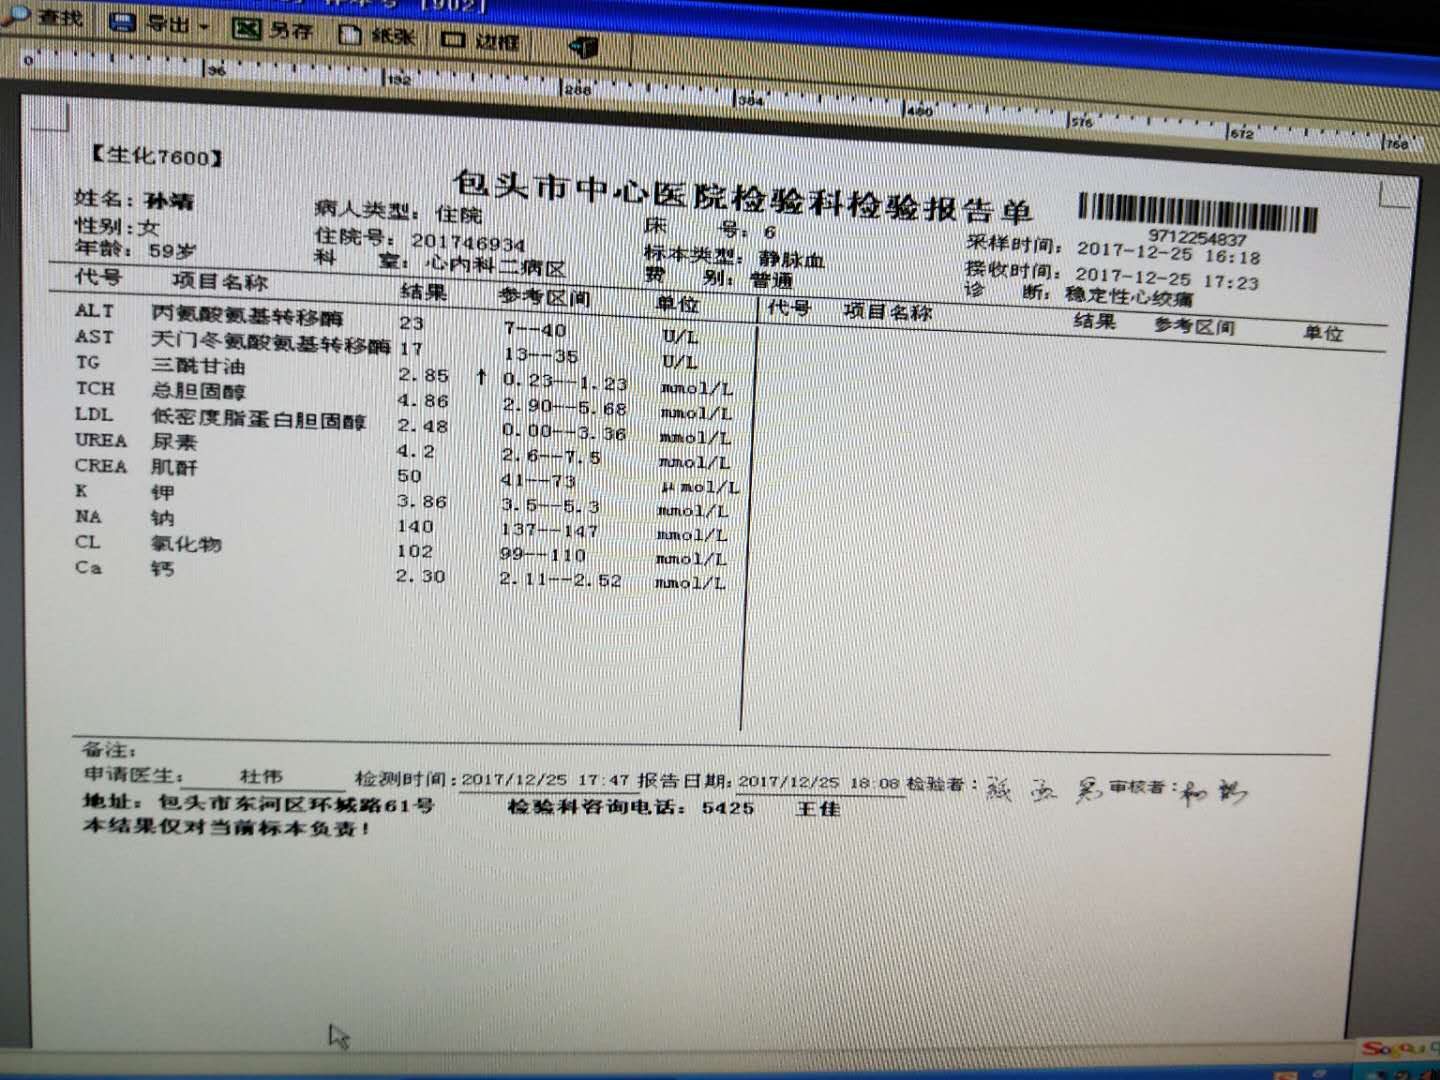 [902]
查找 导出 另存 纸张 边框
0 96 192 288 384 480 576 672 768
【生化7600】
包头市中心医院检验科检验报告单
9712254837
姓名：孙靖 病人类型：住院 床 号：6 采样时间：2017-12-25 16:18
性别：女 住院号：201746934 标本类型：静脉血 接收时间：2017-12-25 17:23
年龄：59岁 科 室：心内科二病区 费 别：普通 诊 断：稳定性心绞痛
代号 项目名称 结果 参考区间 单位 代号 项目名称 结果 参考区间 单位
ALT 丙氨酸氨基转移酶 23 7--40 U/L
AST 天门冬氨酸氨基转移酶 17 13--35 U/L
TG 三酰甘油 2.85 ↑ 0.23--1.23 mmol/L
TCH 总胆固醇 4.86 2.90--5.68 mmol/L
LDL 低密度脂蛋白胆固醇 2.48 0.00--3.36 mmol/L
UREA 尿素 4.2 2.6--7.5 mmol/L
CREA 肌酐 50 41--73 μmol/L
K 钾 3.86 3.5--5.3 mmol/L
NA 钠 140 137--147 mmol/L
CL 氯化物 102 99--110 mmol/L
Ca 钙 2.30 2.11--2.52 mmol/L
备注：
申请医生： 杜伟 检测时间：2017/12/25 17:47 报告日期：2017/12/25 18:08 检验者： 审核者：
地址：包头市东河区环城路61号 检验科咨询电话：5425 王佳
本结果仅对当前标本负责！